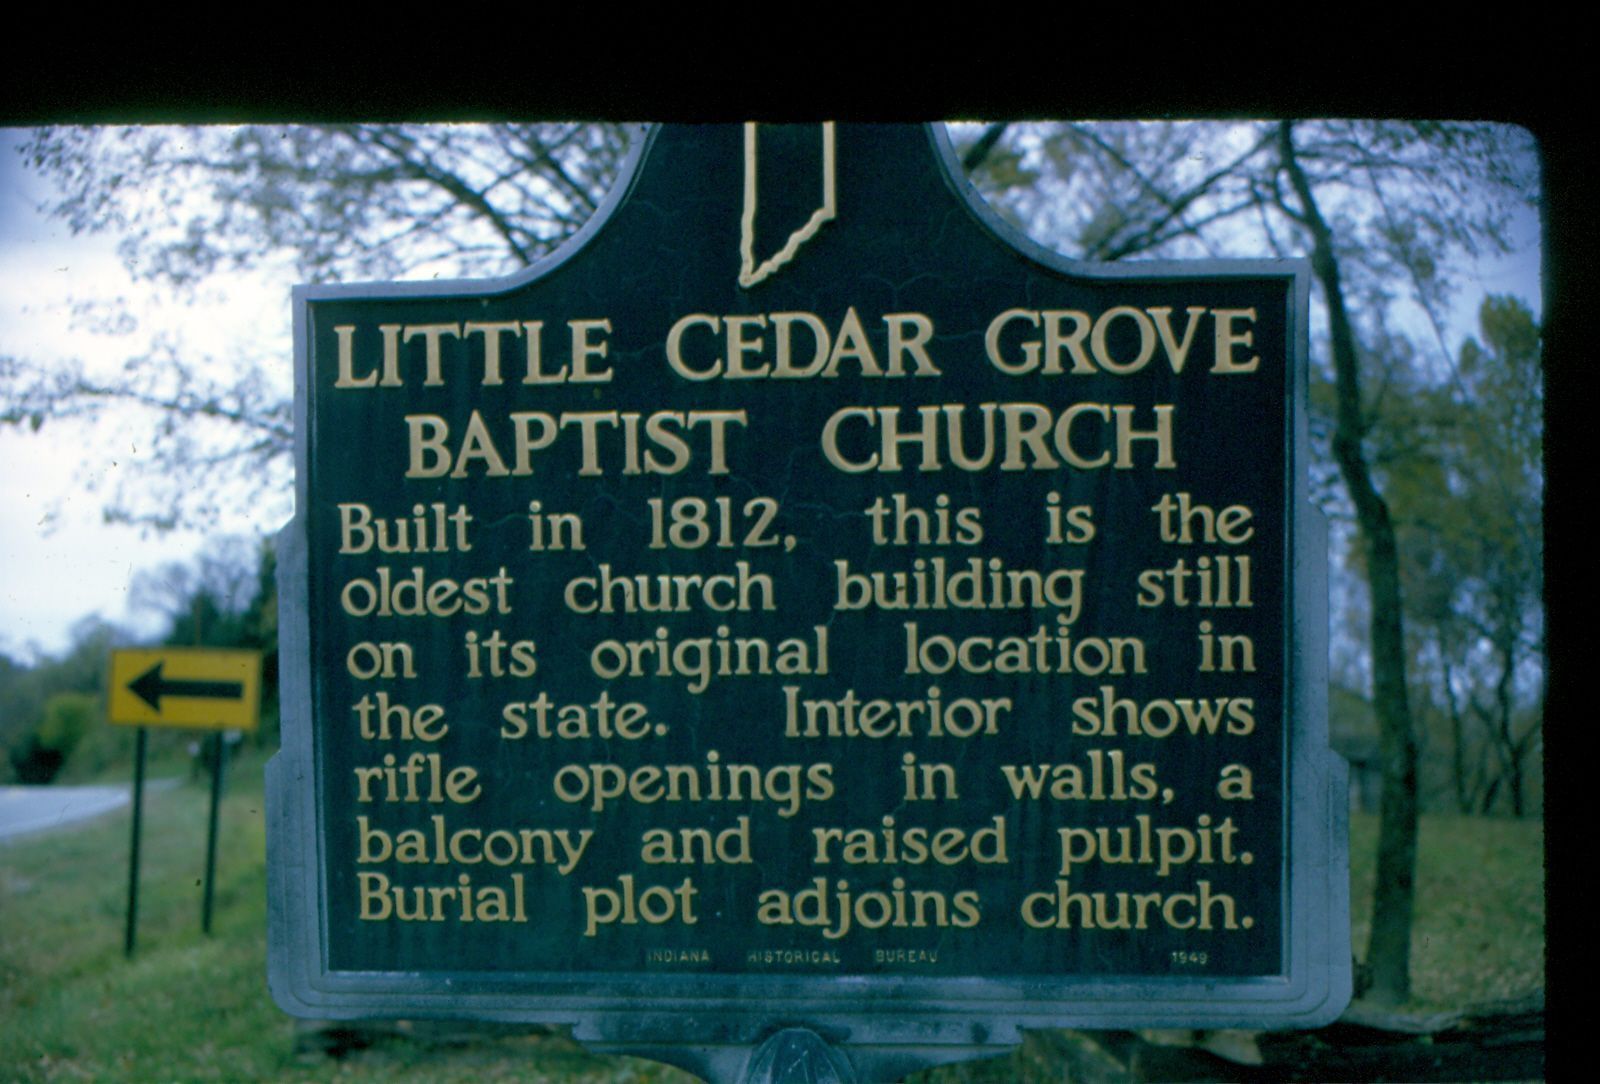 LITTLE CEDAR GROVE
BAPTIST CHURCH
Built in 1812, this is the
oldest church building still
on its original location in
the state. Interior shows
rifle openings in walls, a
balcony and raised pulpit.
Burial plot adjoins church.
INDIANA HISTORICAL BUREAU 1949